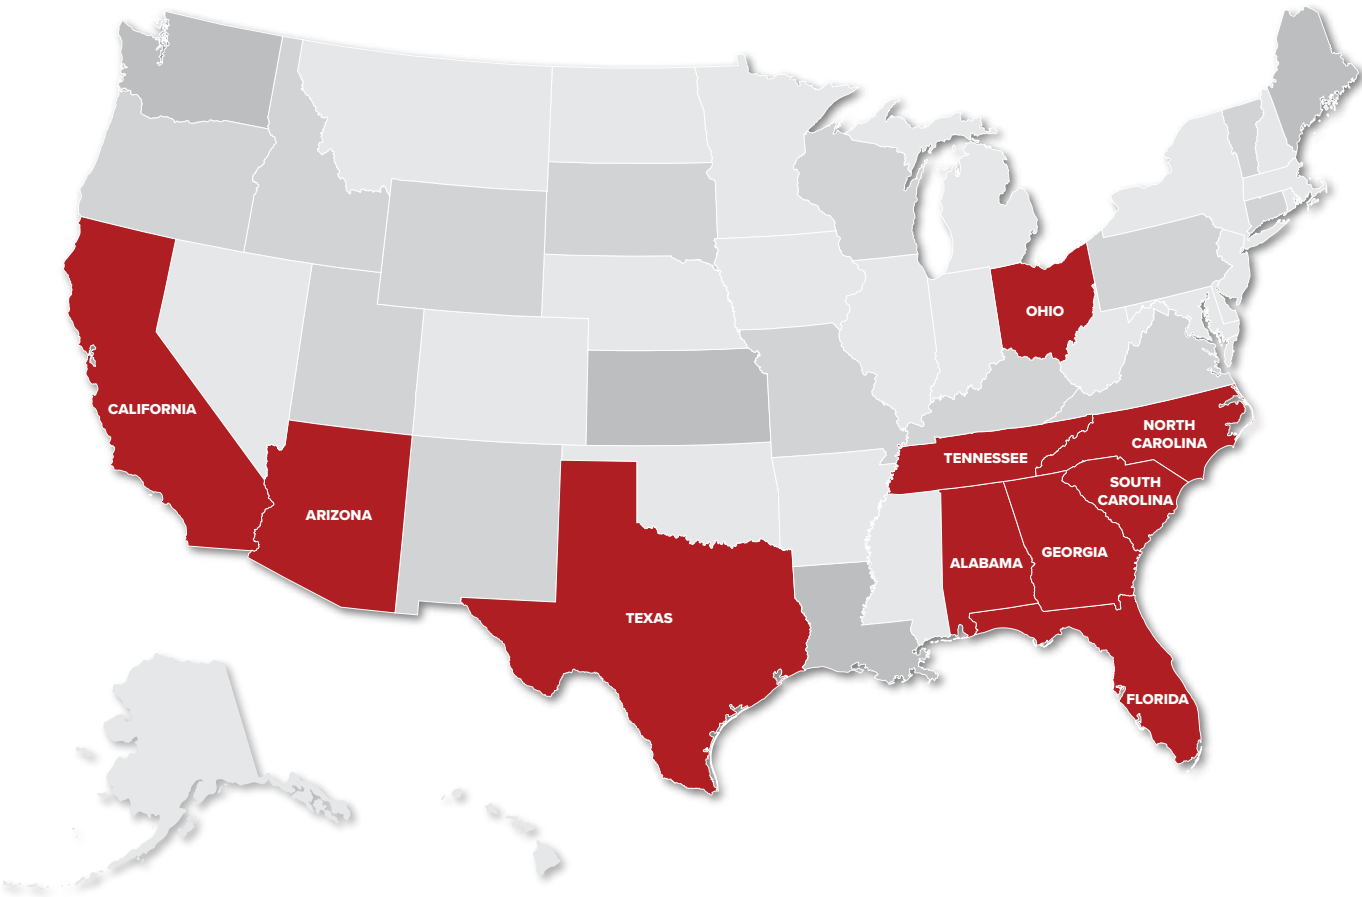 OHIO
CALIFORNIA
NORTH
CAROLINA
TENNESSEE
SOUTH
CAROLINA
ARIZONA
GEORGIA
ALABAMA
TEXAS
FLORIDA